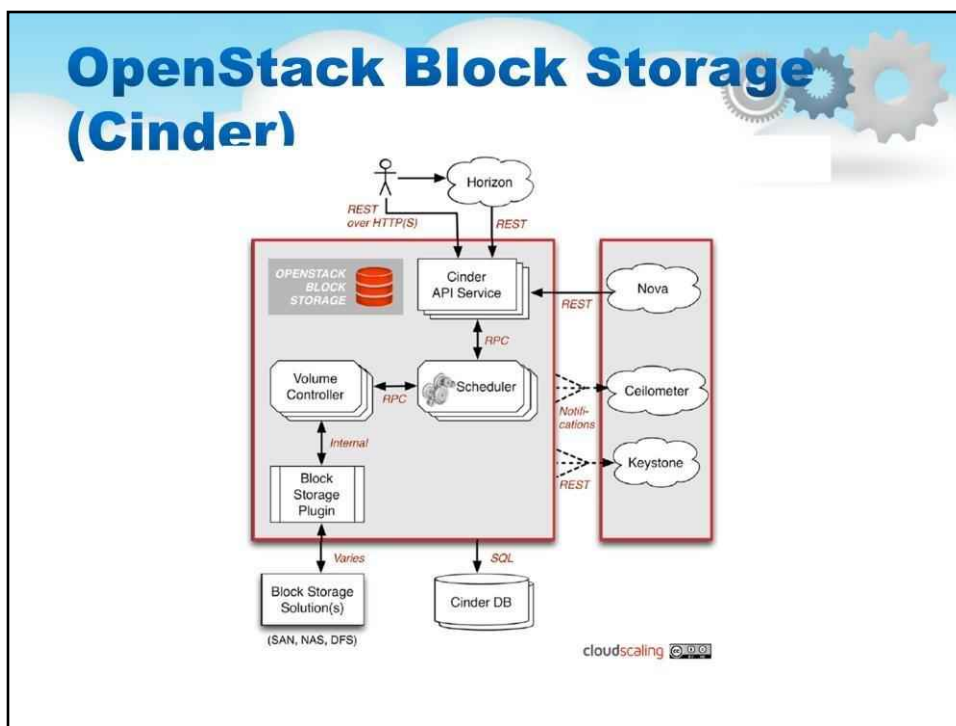 OpenStack Block Storage
(Cinder)
Horizon
REST
over HTTP(S)
REST
OPENSTACK
BLOCK
STORAGE
Cinder
API Service
REST
Nova
RPC
Volume
Controller
RPC
Scheduler
Notifi-
cations
Ceilometer
Internal
REST
Keystone
Block
Storage
Plugin
Varies
SQL
Block Storage
Solution(s)
Cinder DB
(SAN, NAS, DFS)
cloudscaling